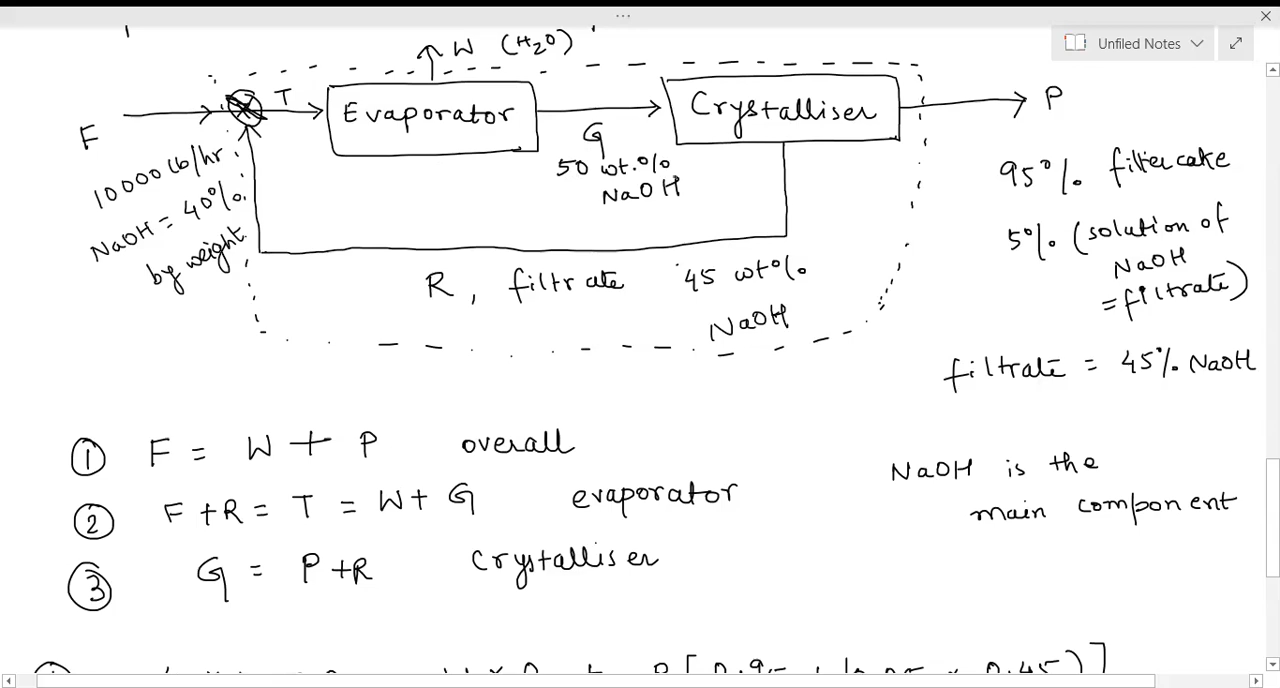 Unfiled Notes
W (H₂O)
F
T
Evaporator
G
50 wt.%
NaOH
Crystalliser
P
10000 lb/hr
NaOH = 40%
by weight
R, filtrate 45 wt%
NaOH
95% filtercake
5% (solution of
NaOH
=filtrate)
filtrate = 45% NaOH
① F = W + P overall
② F+R = T = W+G evaporator
③ G = P+R Crystalliser
NaOH is the
main component